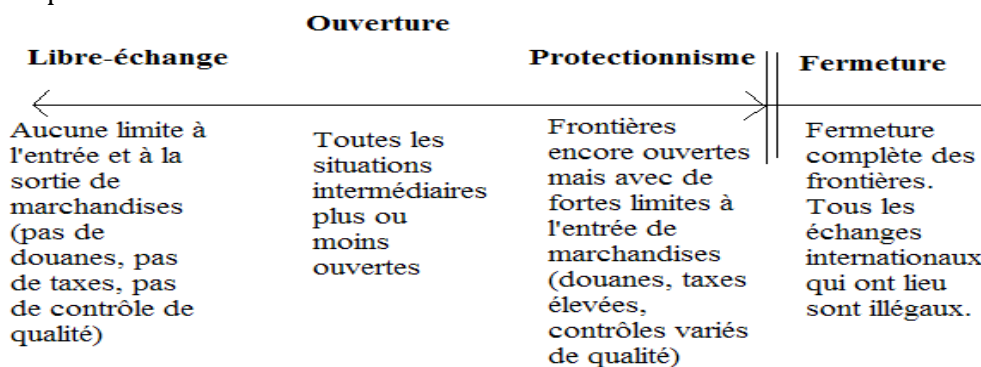 Ouverture
Libre-échange
Protectionnisme
Fermeture
Aucune limite à
l'entrée et à la
sortie de
marchandises
(pas de
douanes, pas
de taxes, pas
de contrôle de
qualité)
Toutes les
situations
intermédiaires
plus ou
moins
ouvertes
Frontières
encore ouvertes
mais avec de
fortes limites à
l'entrée de
marchandises
(douanes, taxes
élevées,
contrôles variés
de qualité)
Fermeture
complète des
frontières.
Tous les
échanges
internationaux
qui ont lieu
sont illégaux.